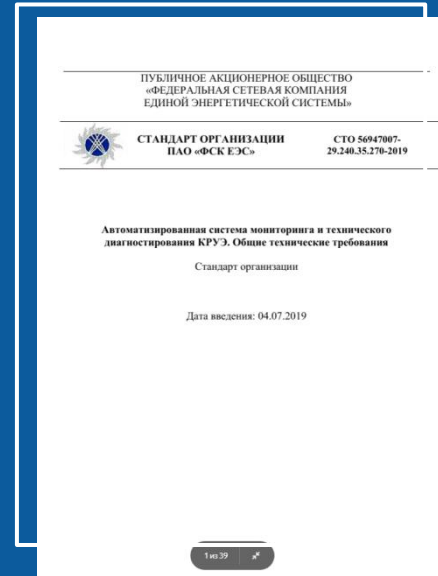 ПУБЛИЧНОЕ АКЦИОНЕРНОЕ ОБЩЕСТВО
«ФЕДЕРАЛЬНАЯ СЕТЕВАЯ КОМПАНИЯ
ЕДИНОЙ ЭНЕРГЕТИЧЕСКОЙ СИСТЕМЫ»
СТАНДАРТ ОРГАНИЗАЦИИ
ПАО «ФСК ЕЭС»
СТО 56947007-
29.240.35.270-2019
Автоматизированная система мониторинга и технического
диагностирования КРУЭ. Общие технические требования
Стандарт организации
Дата введения: 04.07.2019
1 из 39